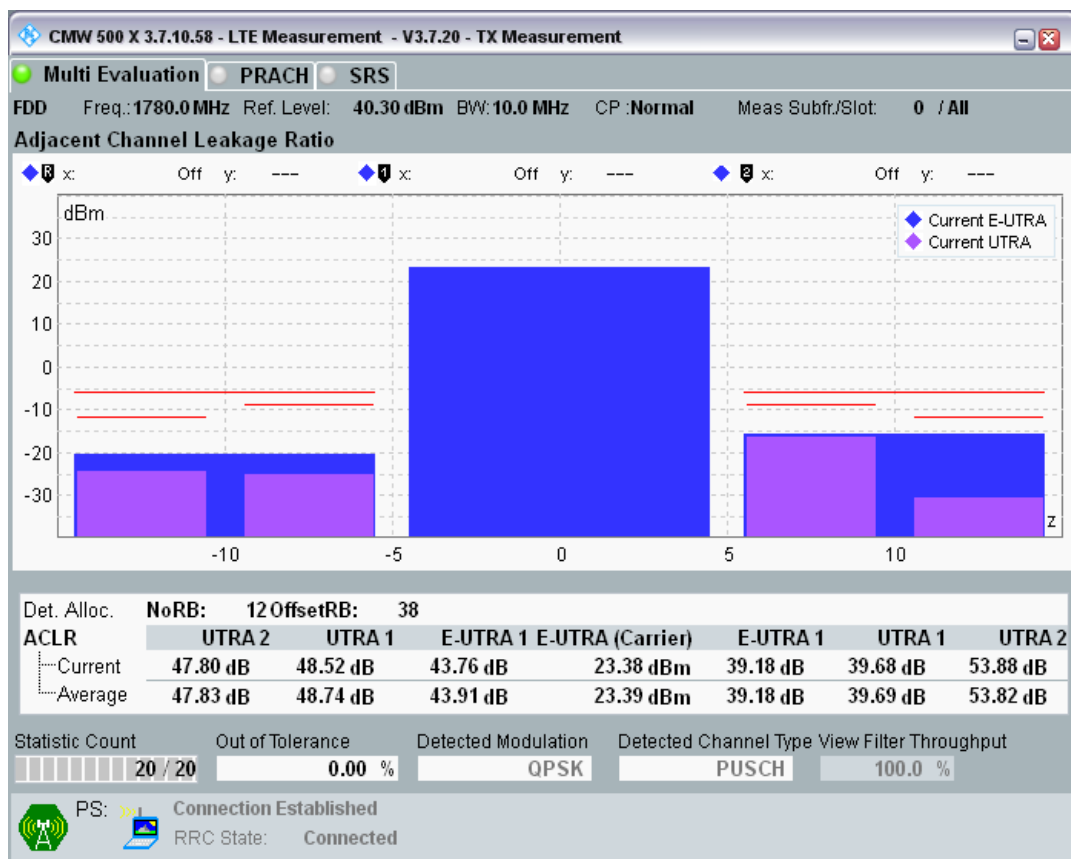 CMW 500 X 3.7.10.58 - LTE Measurement - V3.7.20 - TX Measurement
Multi Evaluation PRACH SRS
FDD Freq.:1780.0 MHz Ref. Level: 40.30 dBm BW:10.0 MHz CP :Normal Meas Subfr./Slot: 0 / All
Adjacent Channel Leakage Ratio
R x: Off y: --- 1 x: Off y: --- 2 x: Off y: ---
dBm
Current E-UTRA
Current UTRA
30
20
10
0
-10
-20
-30
z
-10 -5 0 5 10
Det. Alloc. NoRB: 12 OffsetRB: 38
ACLR UTRA 2 UTRA 1 E-UTRA 1 E-UTRA (Carrier) E-UTRA 1 UTRA 1 UTRA 2
Current 47.80 dB 48.52 dB 43.76 dB 23.38 dBm 39.18 dB 39.68 dB 53.88 dB
Average 47.83 dB 48.74 dB 43.91 dB 23.39 dBm 39.18 dB 39.69 dB 53.82 dB
Statistic Count Out of Tolerance Detected Modulation Detected Channel Type View Filter Throughput
20 / 20 0.00 % QPSK PUSCH 100.0 %
PS: Connection Established
RRC State: Connected